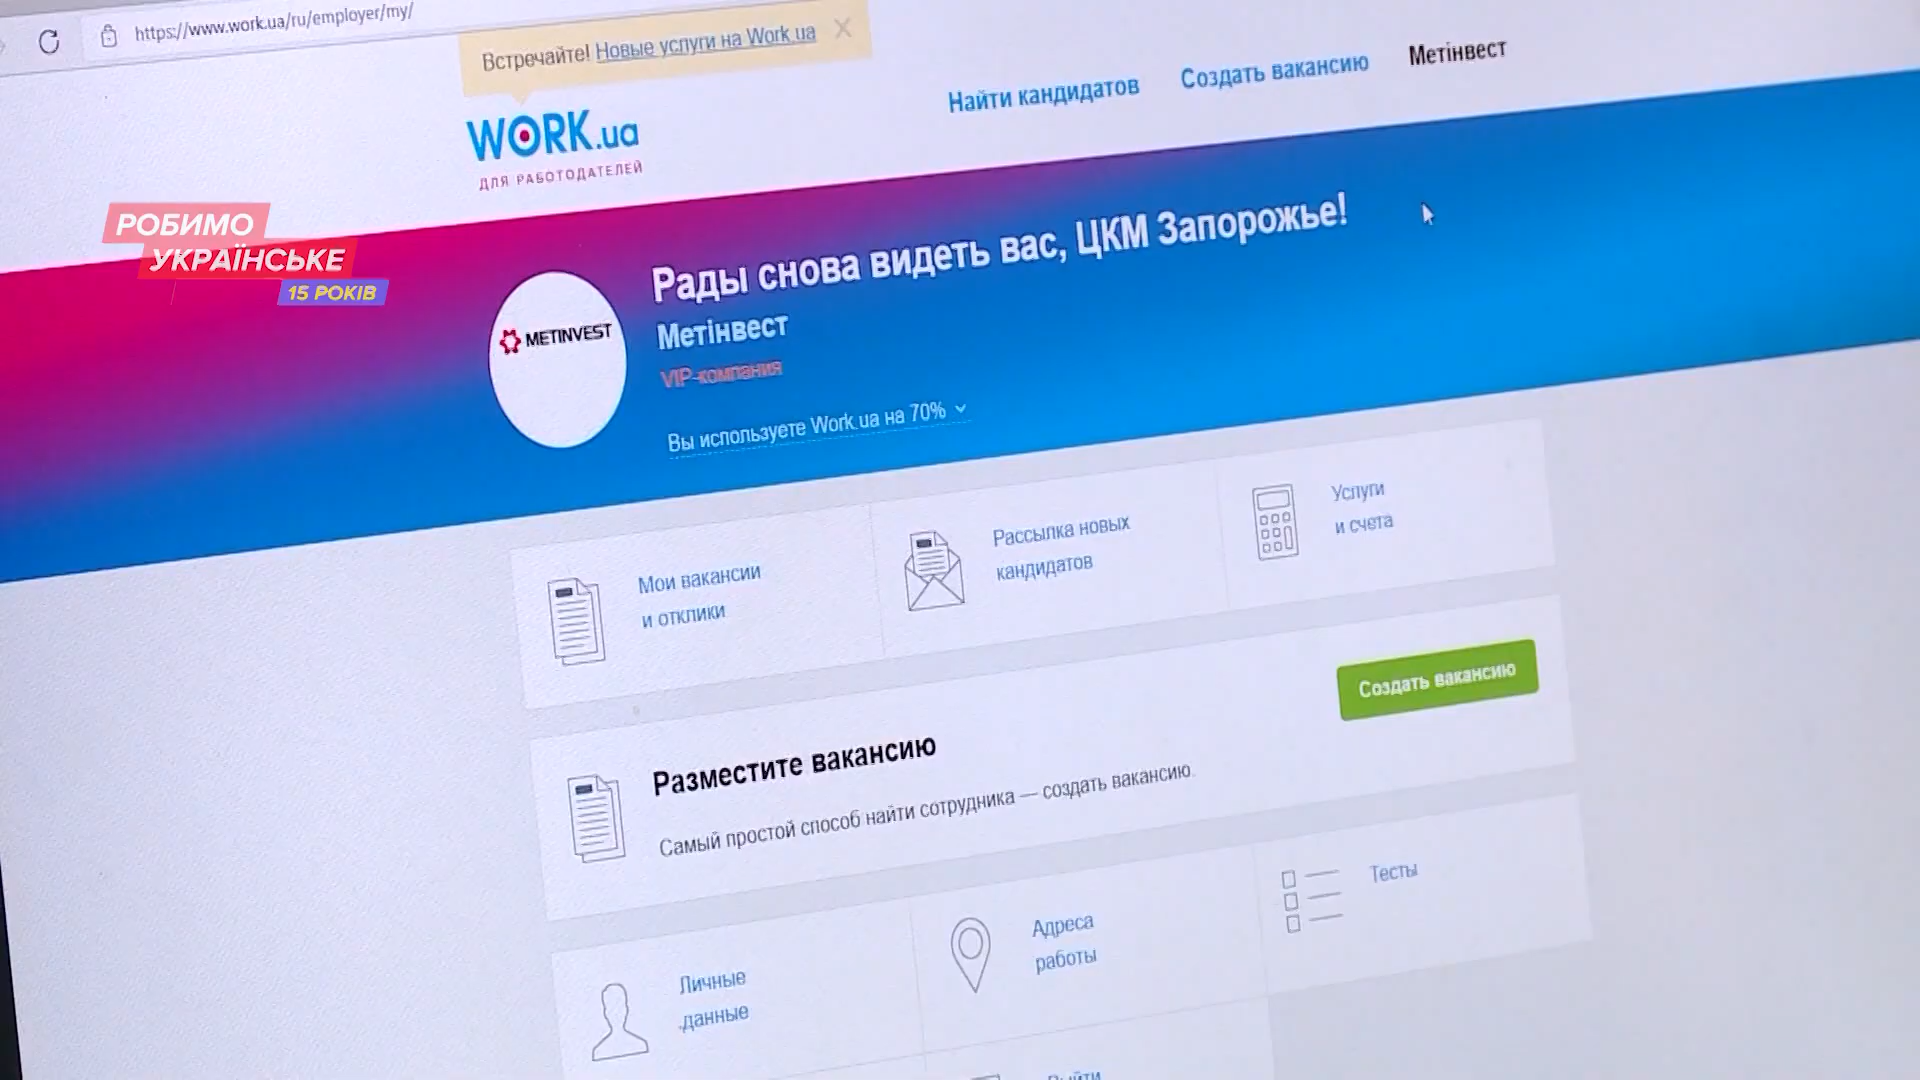 https://www.work.ua/ru/employer/my/
Встречайте! Новые услуги на Work.ua
WORK.ua
ДЛЯ РАБОТОДАТЕЛЕЙ
Найти кандидатов
Создать вакансию
Метінвест
РОБИМО
УКРАЇНСЬКЕ
15 РОКІВ
METINVEST
Рады снова видеть вас, ЦКМ Запорожье!
Метінвест
VIP-компания
Вы используете Work.ua на 70%
Мои вакансии
и отклики
Рассылка новых
кандидатов
Услуги
и счета
Разместите вакансию
Самый простой способ найти сотрудника — создать вакансию.
Создать вакансию
Личные
данные
Адреса
работы
Тесты